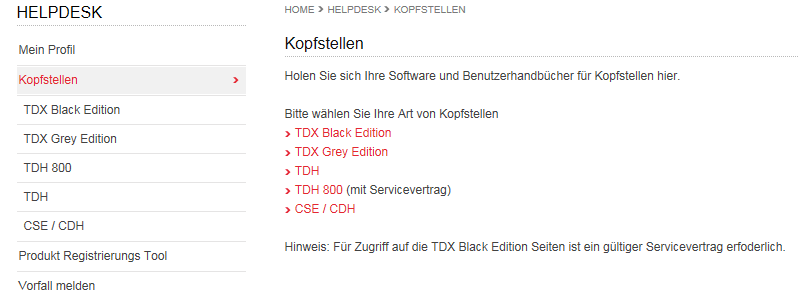 HELPDESK
Mein Profil
Kopfstellen
TDX Black Edition
TDX Grey Edition
TDH 800
TDH
CSE / CDH
Produkt Registrierungs Tool
Vorfall melden
HOME > HELPDESK > KOPFSTELLEN
Kopfstellen
Holen Sie sich Ihre Software und Benutzerhandbücher für Kopfstellen hier.
Bitte wählen Sie Ihre Art von Kopfstellen
TDX Black Edition
TDX Grey Edition
TDH
TDH 800 (mit Servicevertrag)
CSE / CDH
Hinweis: Für Zugriff auf die TDX Black Edition Seiten ist ein gültiger Servicevertrag erfoderlich.